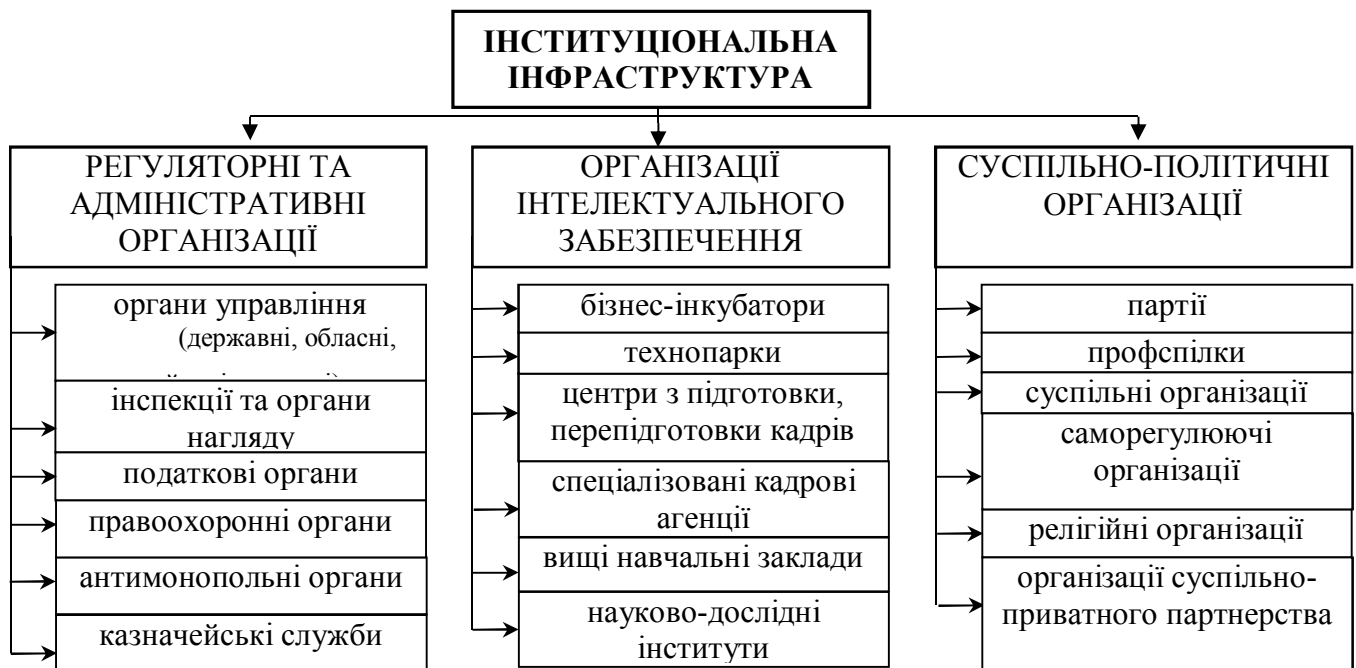 ІНСТИТУЦІОНАЛЬНА
ІНФРАСТРУКТУРА
РЕГУЛЯТОРНІ ТА
АДМІНІСТРАТИВНІ
ОРГАНІЗАЦІЇ
органи управління
(державні, обласні,
інспекції та органи
нагляду
податкові органи
правоохоронні органи
антимонопольні органи
казначейські служби
ОРГАНІЗАЦІЇ
ІНТЕЛЕКТУАЛЬНОГО
ЗАБЕЗПЕЧЕННЯ
бізнес-інкубатори
технопарки
центри з підготовки,
перепідготовки кадрів
спеціалізовані кадрові
агенції
вищі навчальні заклади
науково-дослідні
інститути
СУСПІЛЬНО-ПОЛІТИЧНІ
ОРГАНІЗАЦІЇ
партії
профспілки
суспільні організації
саморегулюючі
організації
релігійні організації
організації суспільно-
приватного партнерства